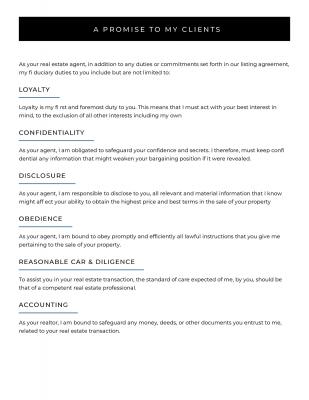 A PROMISE TO MY CLIENTS
As your real estate agent, in addition to any duties or commitments set forth in our listing agreement,
my fi duciary duties to you include but are not limited to:
LOYALTY
Loyalty is my fi rst and foremost duty to you. This means that I must act with your best interest in
mind, to the exclusion of all other interests including my own
CONFIDENTIALITY
As your agent, I am obligated to safeguard your confidence and secrets. I therefore, must keep confi
dential any information that might weaken your bargaining position if it were revealed.
DISCLOSURE
As your agent, I am responsible to disclose to you, all relevant and material information that I know
might aff ect your ability to obtain the highest price and best terms in the sale of your property
OBEDIENCE
As your agent, I am bound to obey promptly and efficiently all lawful instructions that you give me
pertaining to the sale of your property.
REASONABLE CAR & DILIGENCE
To assist you in your real estate transaction, the standard of care expected of me, by you, should be
that of a competent real estate professional.
ACCOUNTING
As your realtor, I am bound to safeguard any money, deeds, or other documents you entrust to me,
related to your real estate transaction.